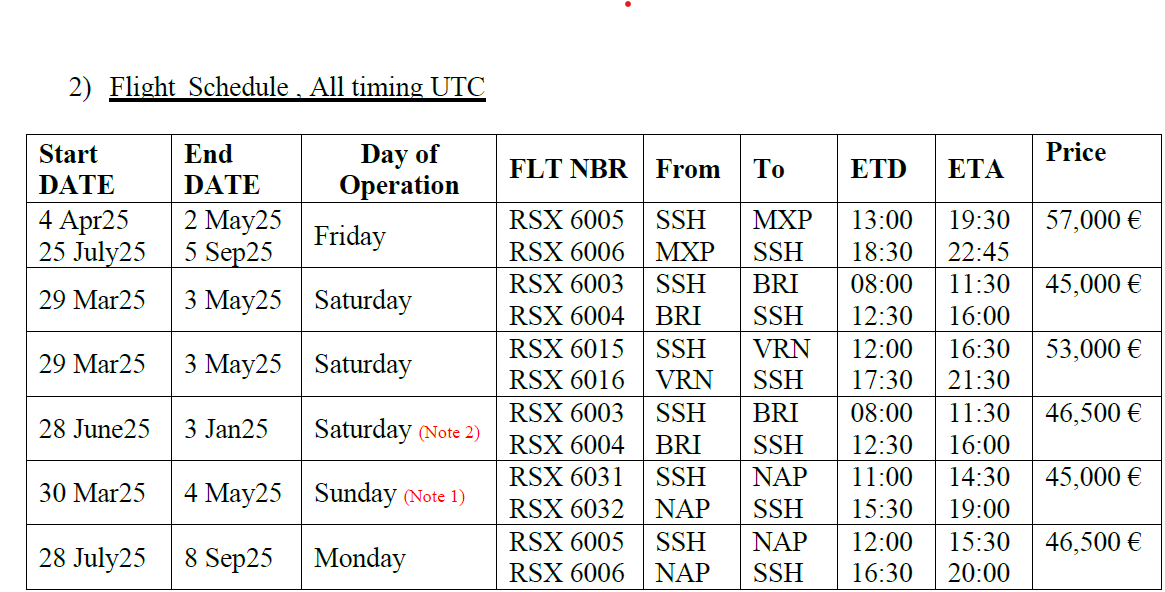 2) Flight Schedule , All timing UTC
Start DATE End DATE Day of Operation FLT NBR From To ETD ETA Price
4 Apr25 2 May25 Friday RSX 6005 SSH MXP 13:00 19:30 57,000 €
25 July25 5 Sep25 RSX 6006 MXP SSH 18:30 22:45
29 Mar25 3 May25 Saturday RSX 6003 SSH BRI 08:00 11:30 45,000 €
RSX 6004 BRI SSH 12:30 16:00
29 Mar25 3 May25 Saturday RSX 6015 SSH VRN 12:00 16:30 53,000 €
RSX 6016 VRN SSH 17:30 21:30
28 June25 3 Jan25 Saturday (Note 2) RSX 6003 SSH BRI 08:00 11:30 46,500 €
RSX 6004 BRI SSH 12:30 16:00
30 Mar25 4 May25 Sunday (Note 1) RSX 6031 SSH NAP 11:00 14:30 45,000 €
RSX 6032 NAP SSH 15:30 19:00
28 July25 8 Sep25 Monday RSX 6005 SSH NAP 12:00 15:30 46,500 €
RSX 6006 NAP SSH 16:30 20:00